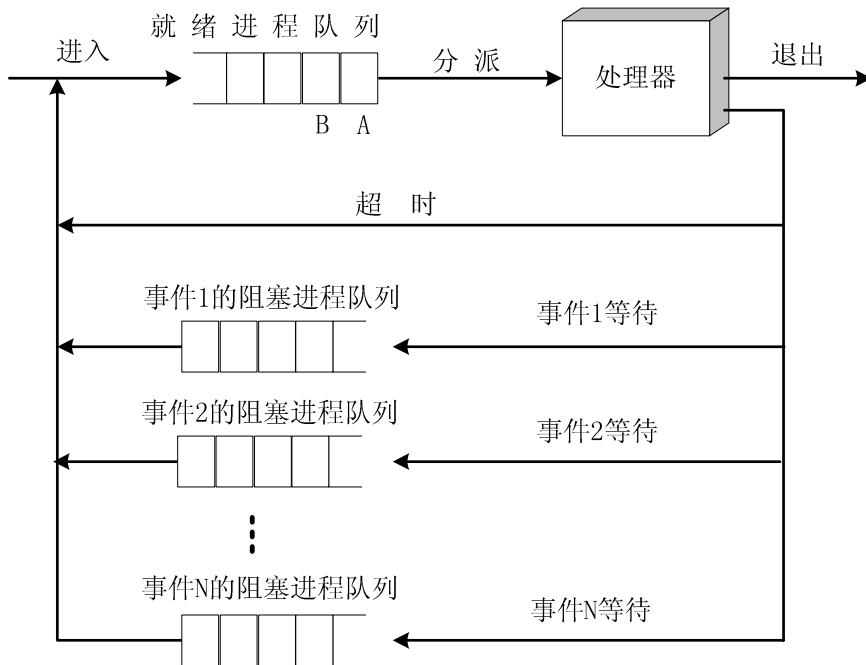 就绪进程队列
进入
分派
处理器
退出
B A
超时
事件1的阻塞进程队列
事件1等待
事件2的阻塞进程队列
事件2等待
事件N的阻塞进程队列
事件N等待